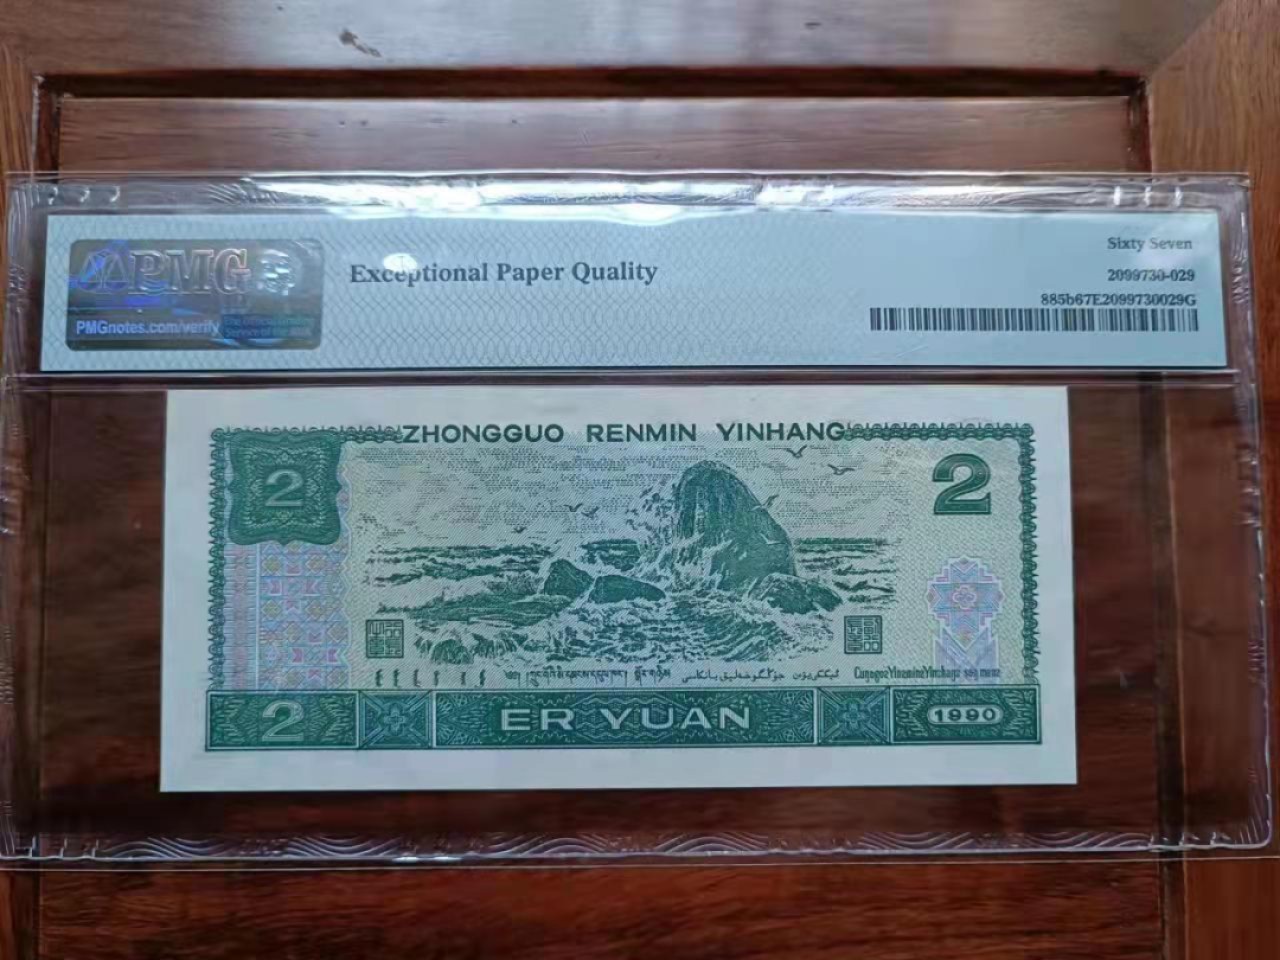 PMG
PMGnotes.com/verify
Exceptional Paper Quality
Sixty Seven
2099730-029
885b67E2099730029G
ZHONGGUO RENMIN YINHANG
2
2
2
ER YUAN
1990